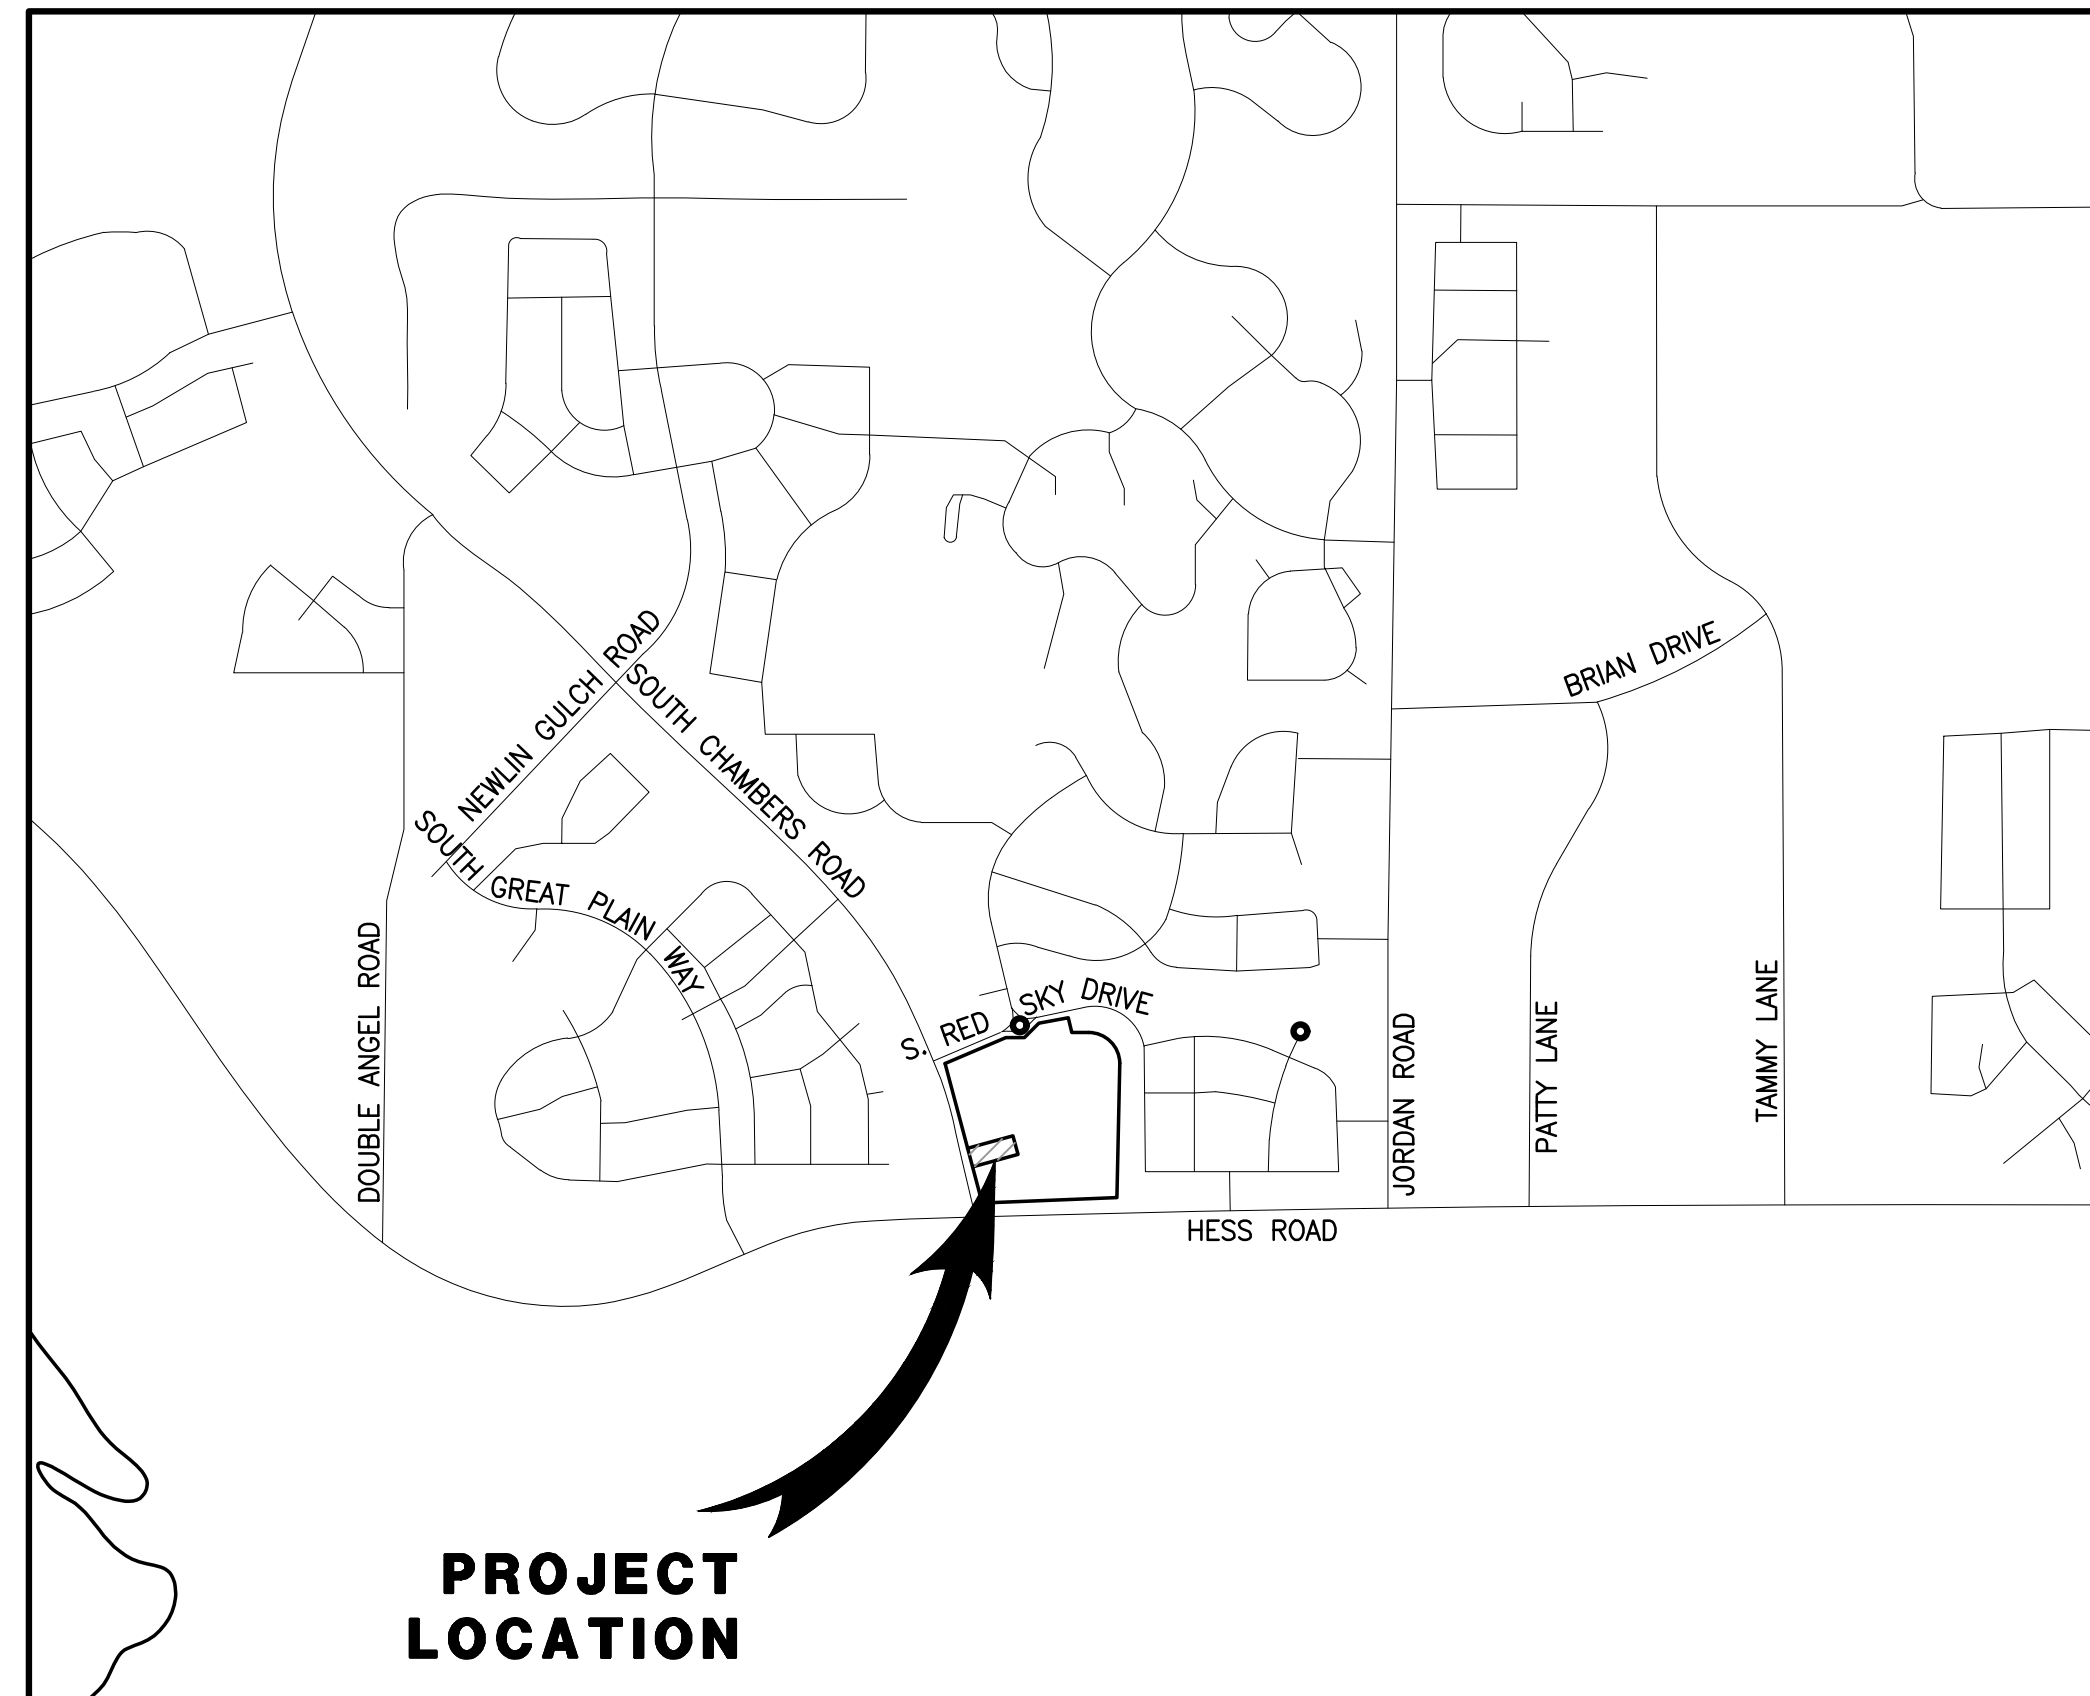 NEWLIN GULCH ROAD
SOUTH CHAMBERS ROAD
BRIAN DRIVE
SOUTH GREAT PLAIN WAY
DOUBLE ANGEL ROAD
S. RED SKY DRIVE
JORDAN ROAD
PATTY LANE
TAMMY LANE
HESS ROAD
PROJECT
LOCATION